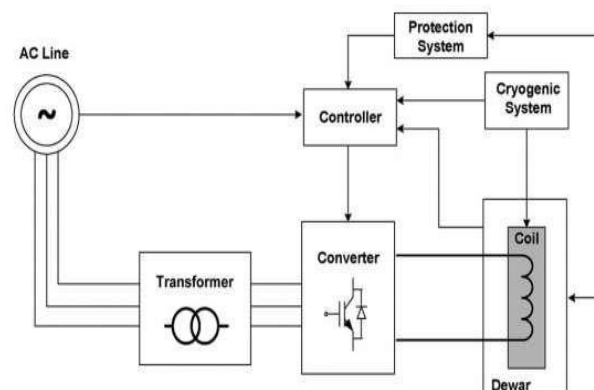 Protection
System
AC Line
Cryogenic
System
~
Controller
Coil
Converter
Transformer
Dewar